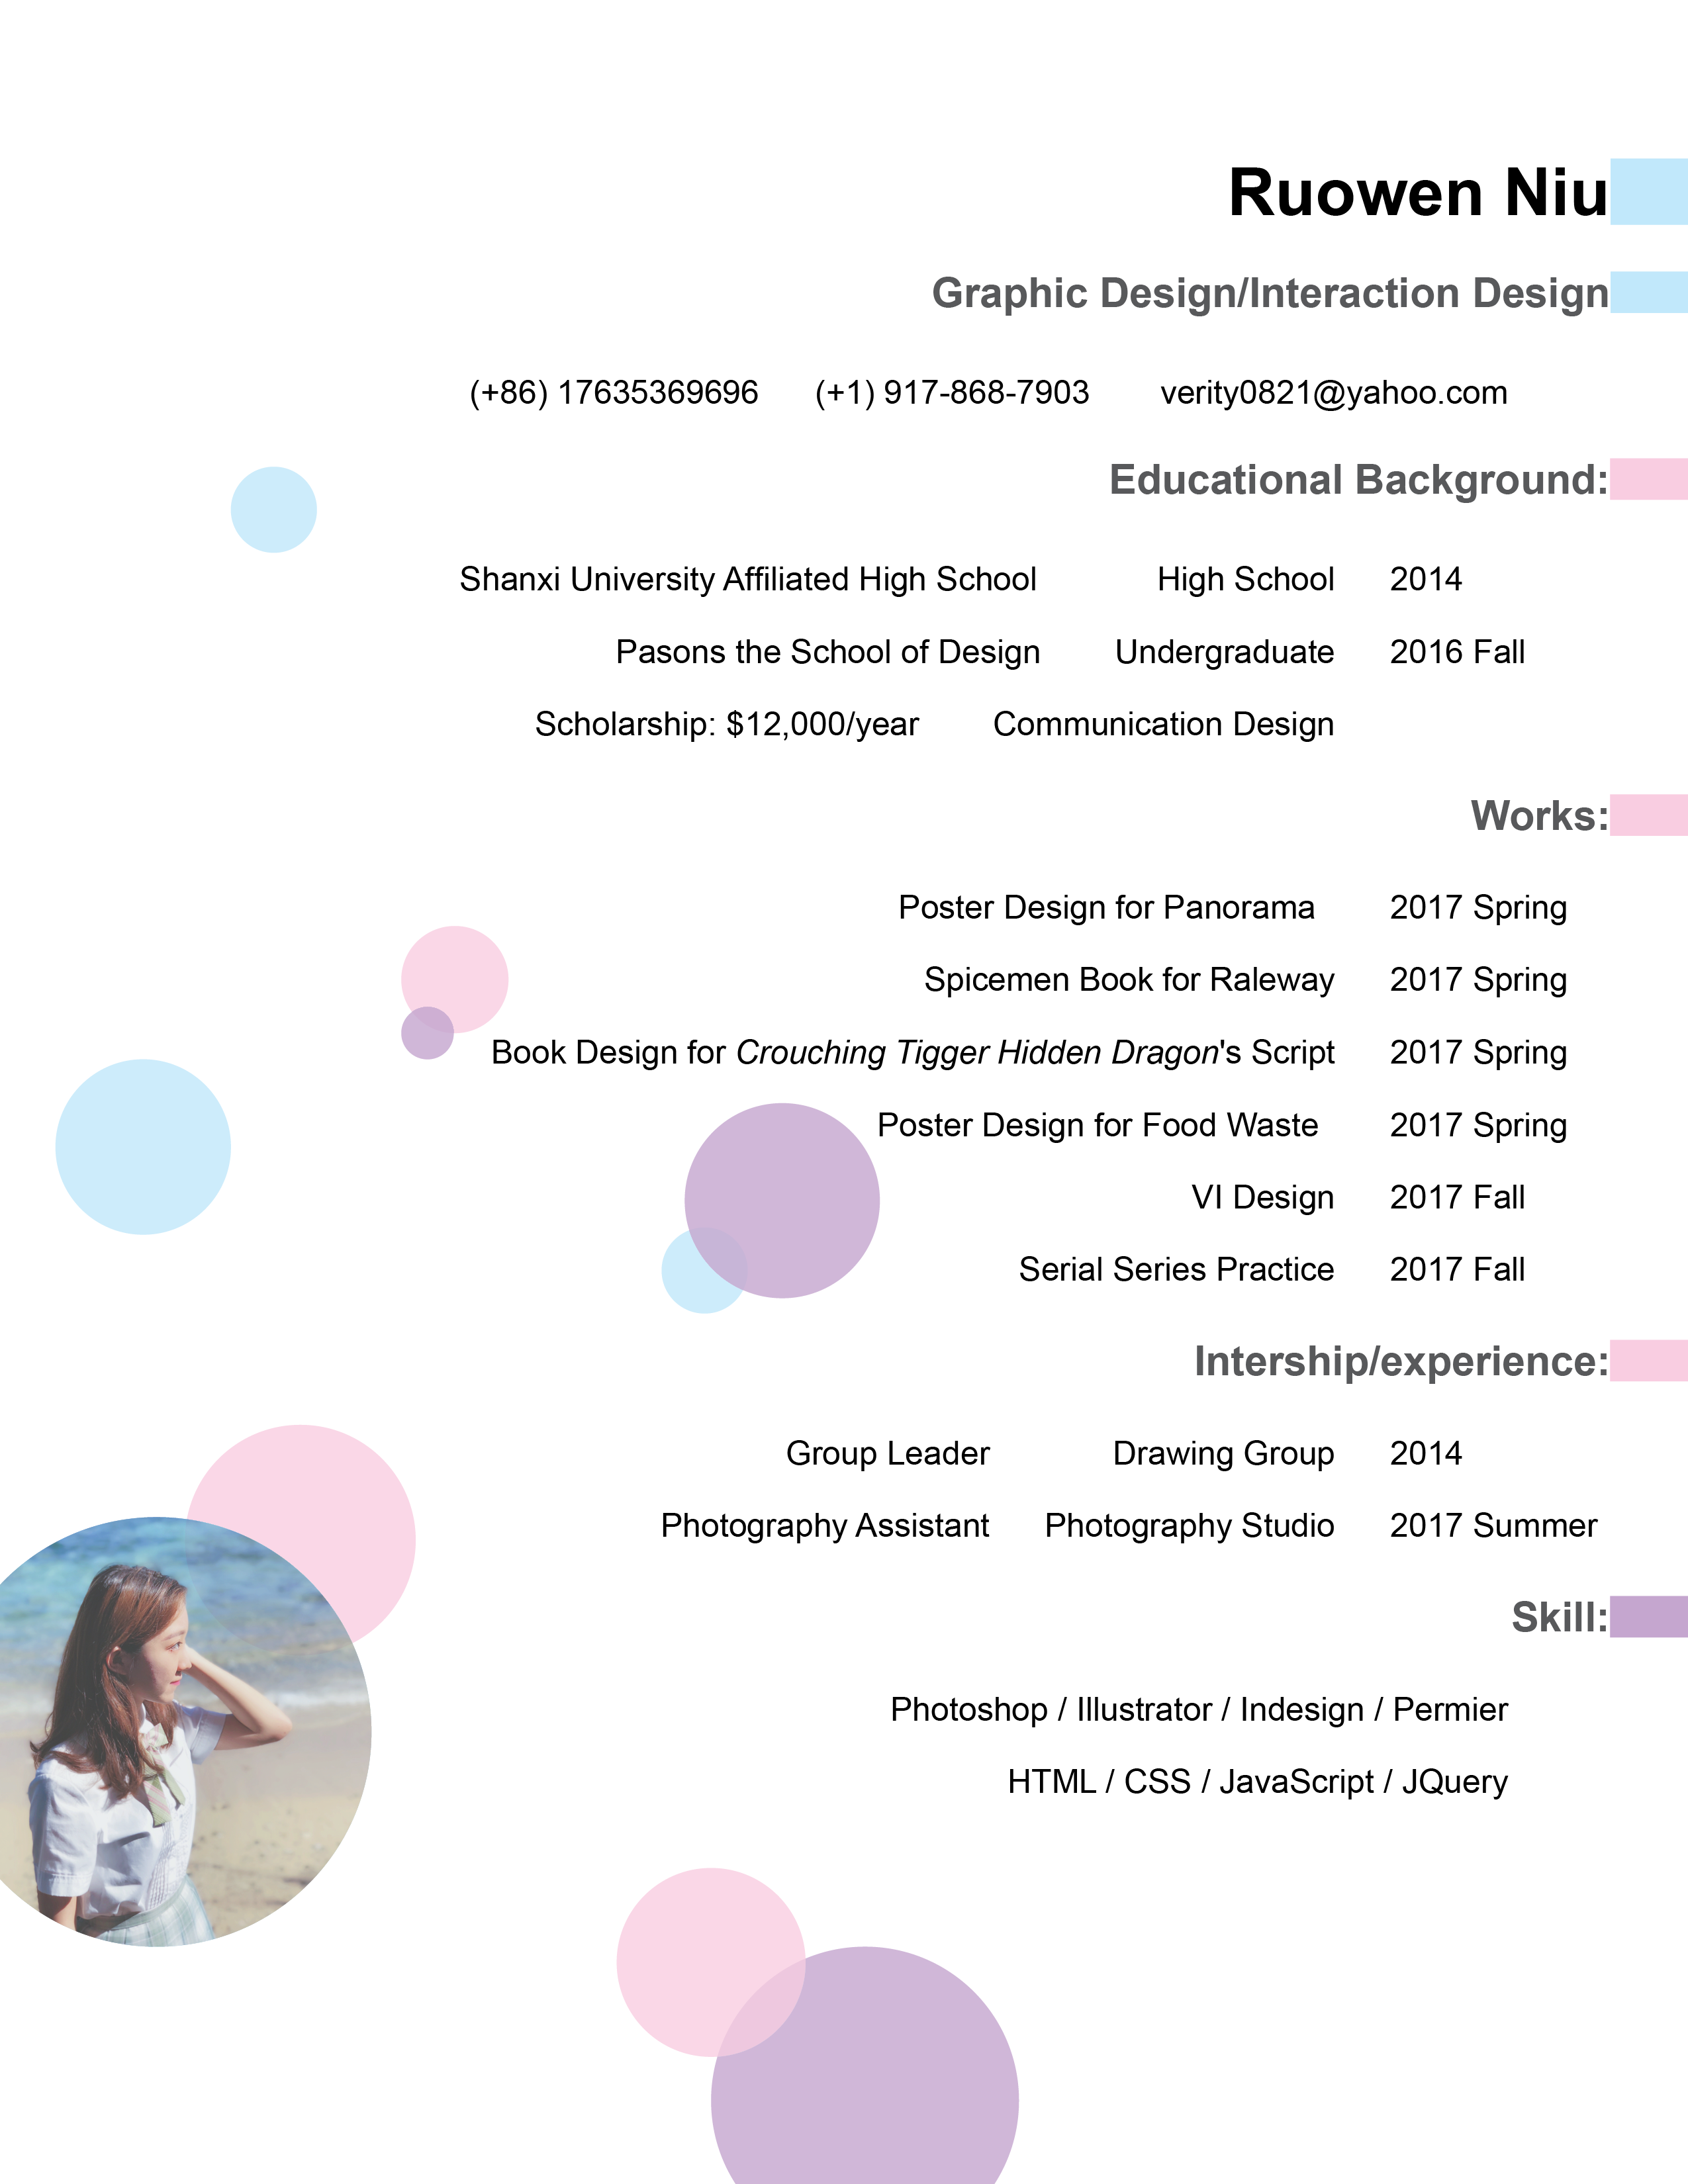 Ruowen Niu
Graphic Design/Interaction Design
(+86) 17635369696 (+1) 917-868-7903 verity0821@yahoo.com
Educational Background:
Shanxi University Affiliated High School High School 2014
Pasons the School of Design Undergraduate 2016 Fall
Scholarship: $12,000/year Communication Design
Works:
Poster Design for Panorama 2017 Spring
Spicemen Book for Raleway 2017 Spring
Book Design for Crouching Tigger Hidden Dragon's Script 2017 Spring
Poster Design for Food Waste 2017 Spring
VI Design 2017 Fall
Serial Series Practice 2017 Fall
Intership/experience:
Group Leader Drawing Group 2014
Photography Assistant Photography Studio 2017 Summer
Skill:
Photoshop / Illustrator / Indesign / Permier
HTML / CSS / JavaScript / JQuery